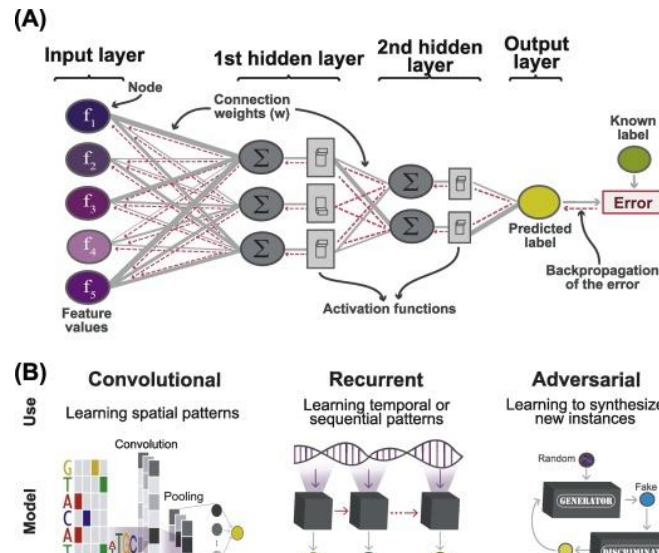 (A)
Input layer
1st hidden layer
2nd hidden
layer
Output
layer
Node
Connection
weights (w)
Known
label
f1
f2
f3
f4
f5
Σ
Σ
Σ
Σ
Σ
Error
Predicted
label
Backpropagation
of the error
Activation functions
Feature
values
(B)
Convolutional
Recurrent
Adversarial
Use
Learning spatial patterns
Learning temporal or
sequential patterns
Learning to synthesize
new instances
Model
Convolution
Pooling
G
T
A
C
A
T
ATGC
Random
GENERATOR
Fake
DISCRIMIN